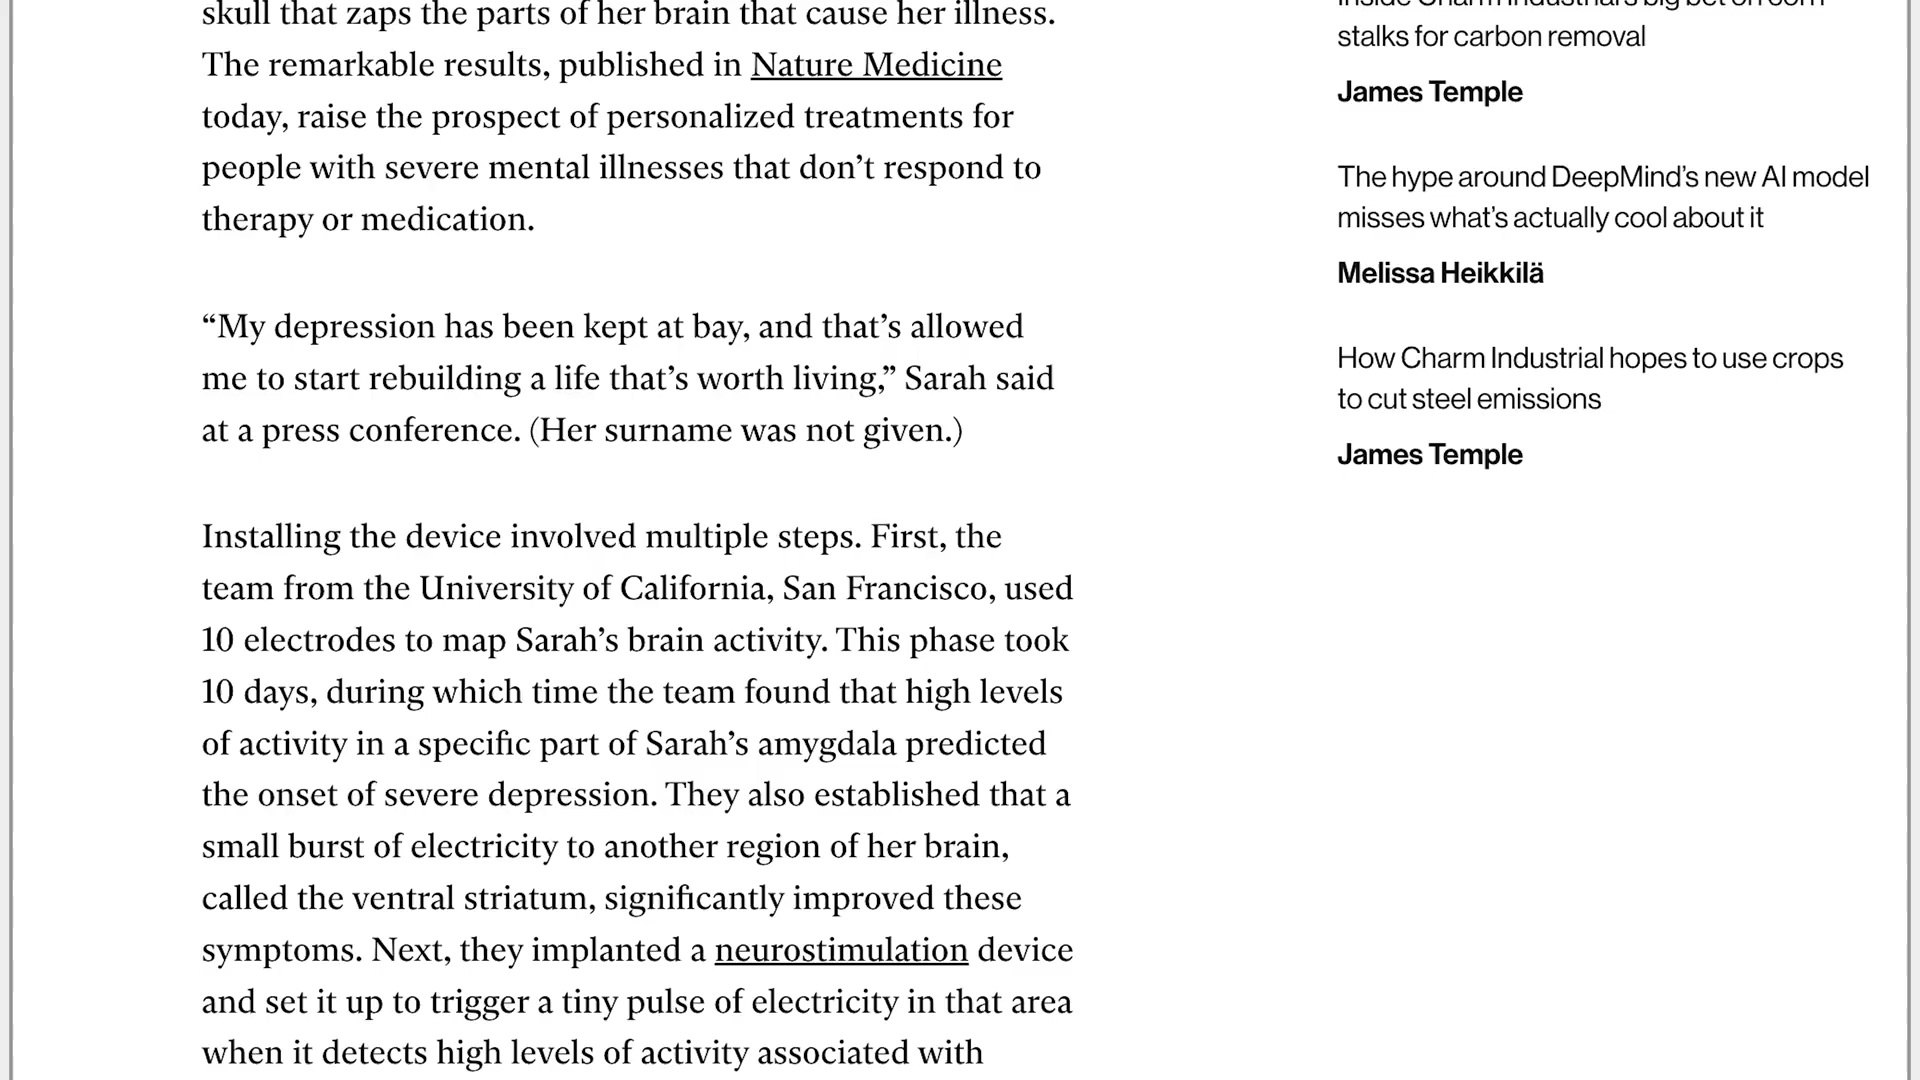 skull that zaps the parts of her brain that cause her illness.
The remarkable results, published in Nature Medicine
today, raise the prospect of personalized treatments for
people with severe mental illnesses that don’t respond to
therapy or medication.
“My depression has been kept at bay, and that’s allowed
me to start rebuilding a life that’s worth living,” Sarah said
at a press conference. (Her surname was not given.)
Installing the device involved multiple steps. First, the
team from the University of California, San Francisco, used
10 electrodes to map Sarah’s brain activity. This phase took
10 days, during which time the team found that high levels
of activity in a specific part of Sarah’s amygdala predicted
the onset of severe depression. They also established that a
small burst of electricity to another region of her brain,
called the ventral striatum, significantly improved these
symptoms. Next, they implanted a neurostimulation device
and set it up to trigger a tiny pulse of electricity in that area
when it detects high levels of activity associated with
Inside Charm Industrial’s big bet on corn
stalks for carbon removal
James Temple
The hype around DeepMind’s new AI model
misses what’s actually cool about it
Melissa Heikkilä
How Charm Industrial hopes to use crops
to cut steel emissions
James Temple